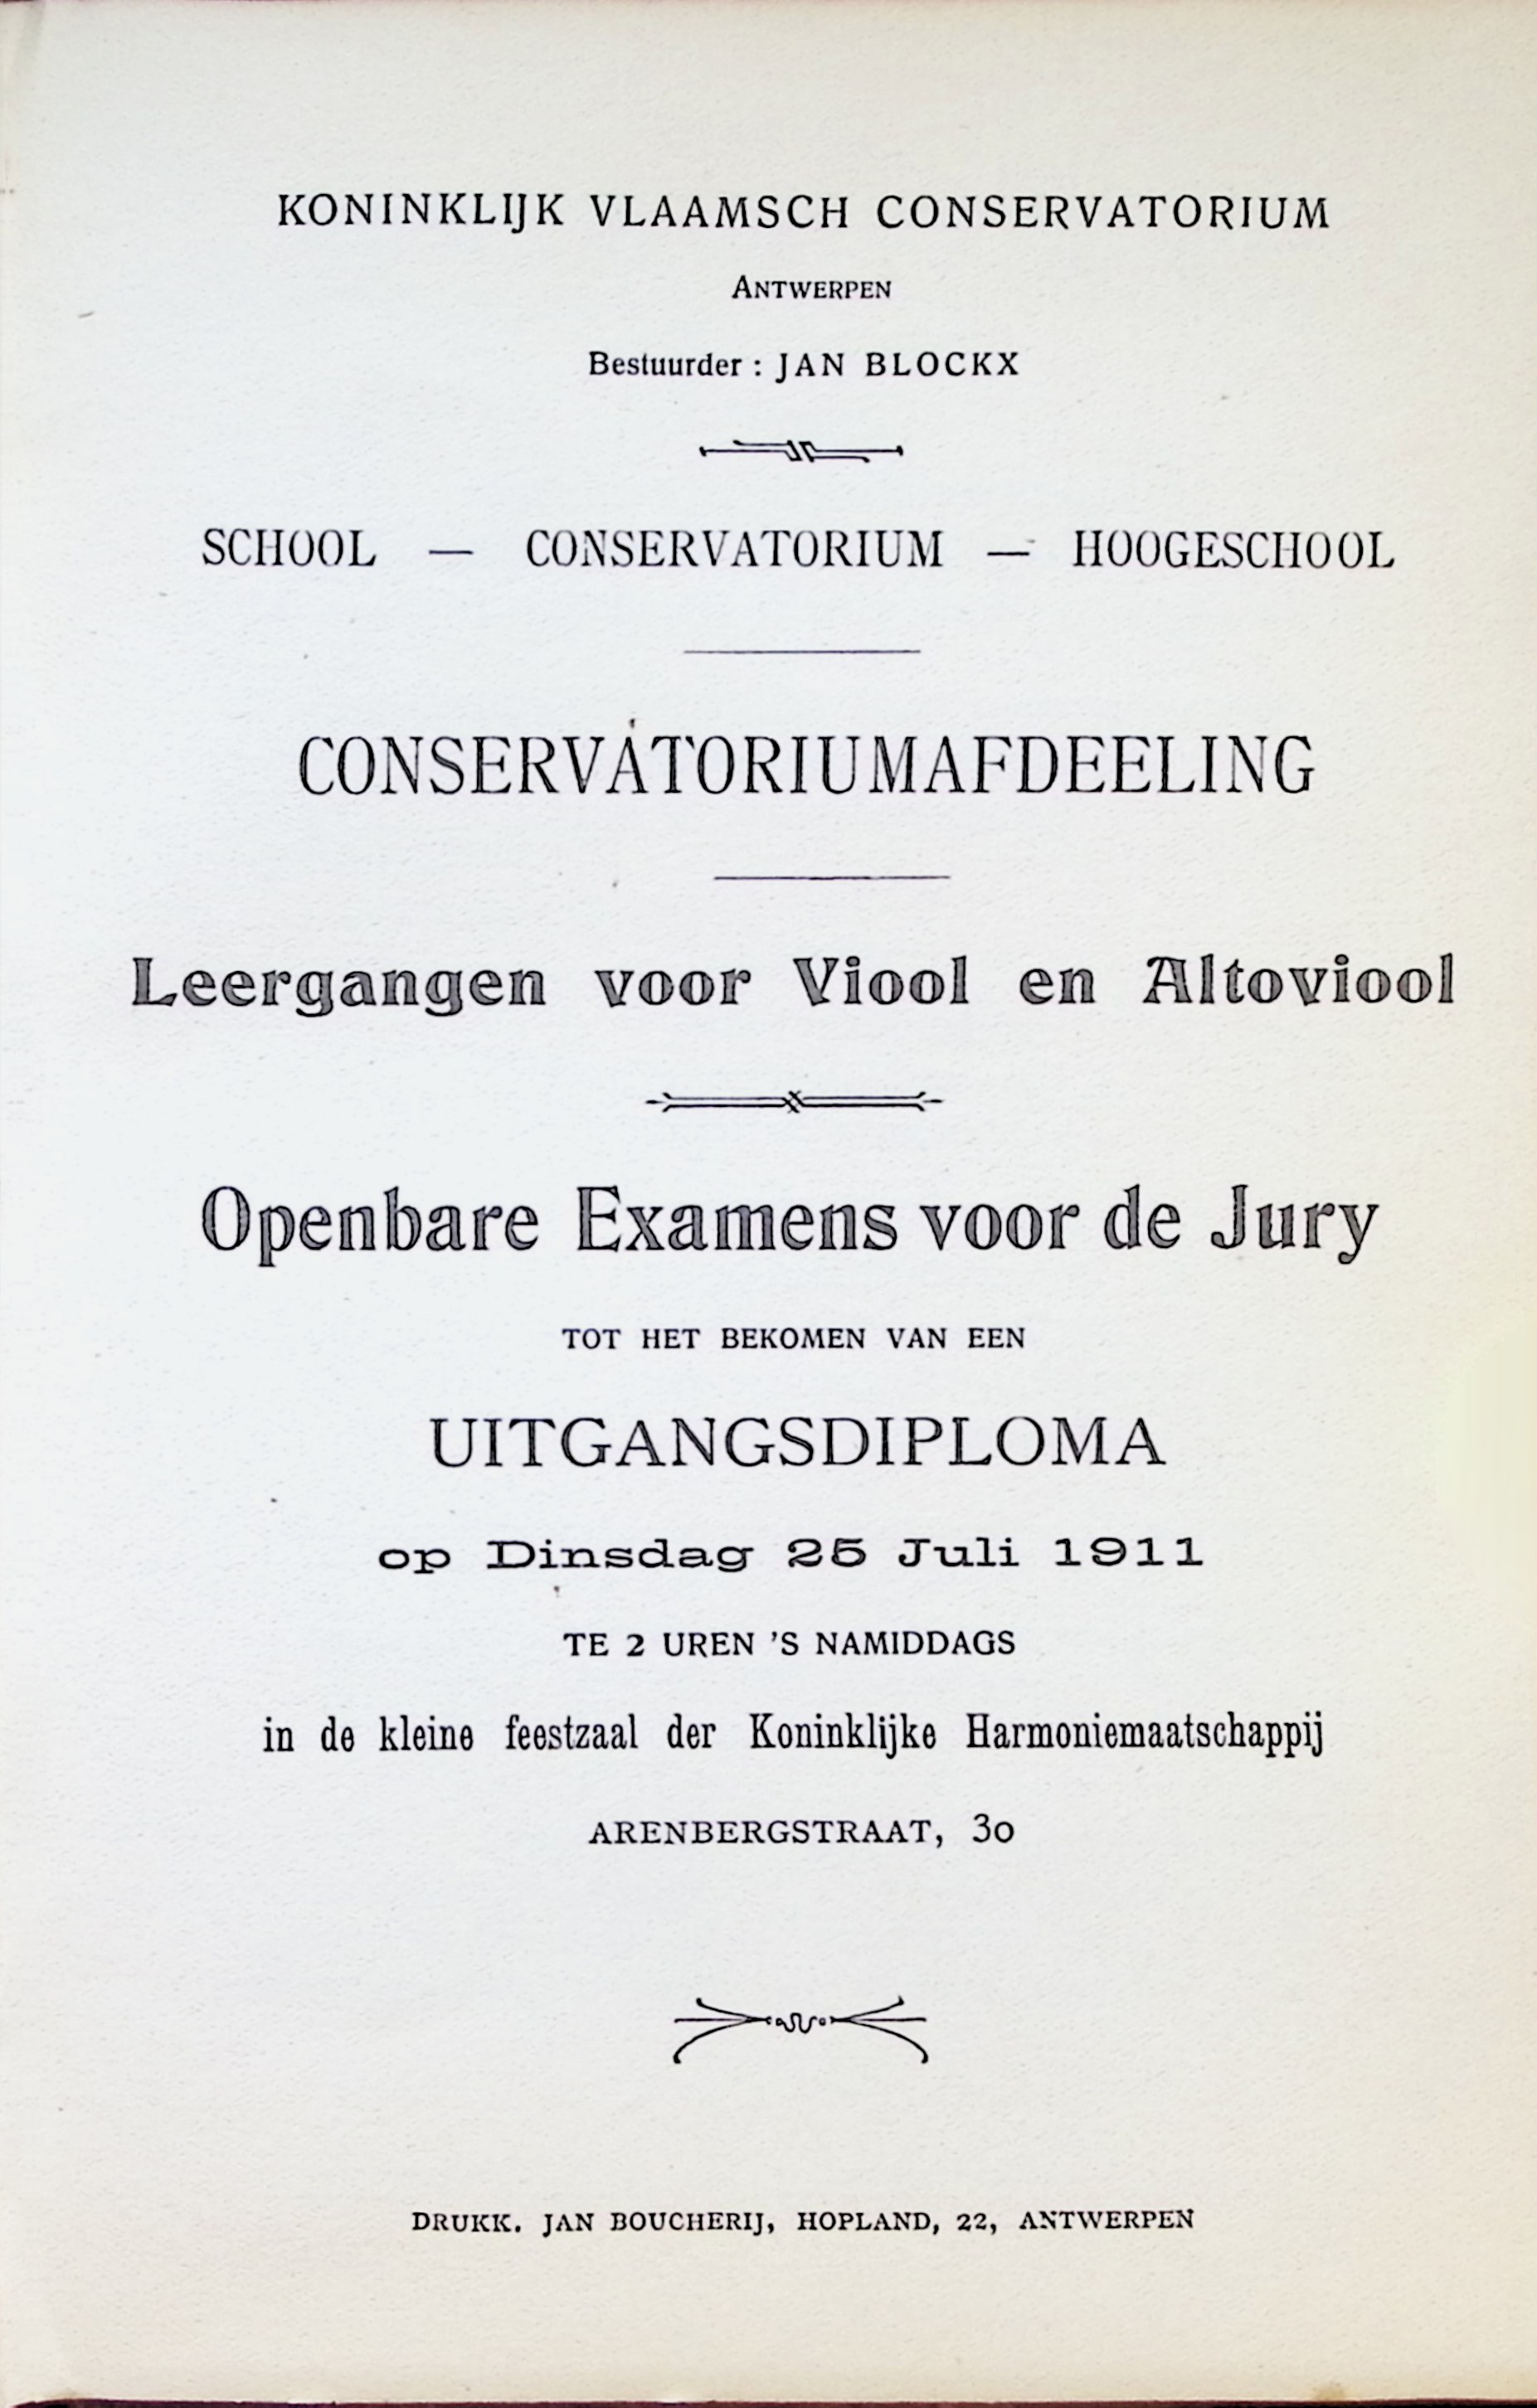 KONINKLIJK VLAAMSCH CONSERVATORIUM
ANTWERPEN
Bestuurder : JAN BLOCKX
SCHOOL — CONSERVATORIUM — HOOGESCHOOL
CONSERVATORIUMAFDEELING
Leergangen voor Viool en Altoviool
Openbare Examens voor de Jury
TOT HET BEKOMEN VAN EEN
UITGANGSDIPLOMA
op Dinsdag 25 Juli 1911
TE 2 UREN 'S NAMIDDAGS
in de kleine feestzaal der Koninklijke Harmoniemaatschappij
ARENBERGSTRAAT, 30
DRUKK. JAN BOUCHERIJ, HOPLAND, 22, ANTWERPEN